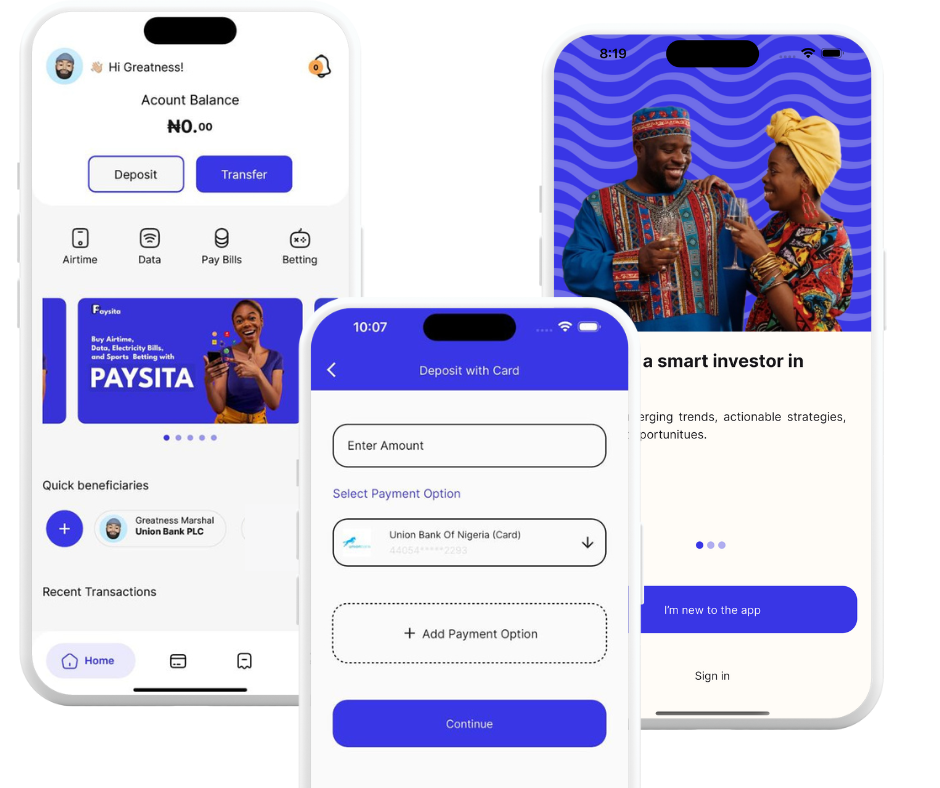 👋🏼 Hi Greatness!
0
Acount Balance
₦0.00
Deposit
Transfer
Airtime
Data
Pay Bills
Betting
Faysita
Buy Airtime,
Data, Electricity Bills,
and Sports Betting with
PAYSITA
Quick beneficiaries
+
Greatness Marshal
Union Bank PLC
Recent Transactions
Home
10:07
Deposit with Card
Enter Amount
Select Payment Option
Union Bank Of Nigeria (Card)
44054*****2293
+ Add Payment Option
Continue
8:19
a smart investor in
erging trends, actionable strategies,
portunitues.
I'm new to the app
Sign in